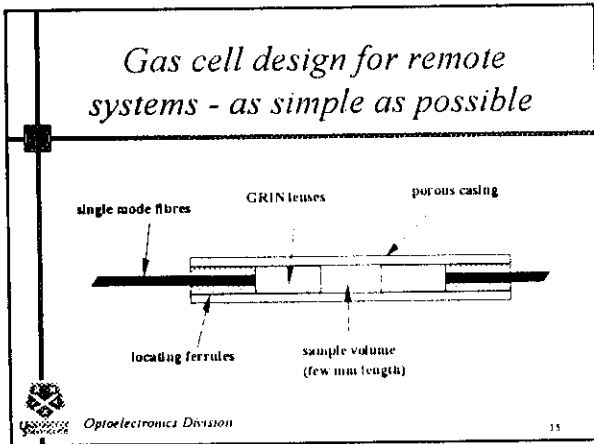 Gas cell design for remote
systems - as simple as possible
single mode fibres
GRIN lenses
porous casing
locating ferrules
sample volume
(few mm length)
Optoelectronics Division